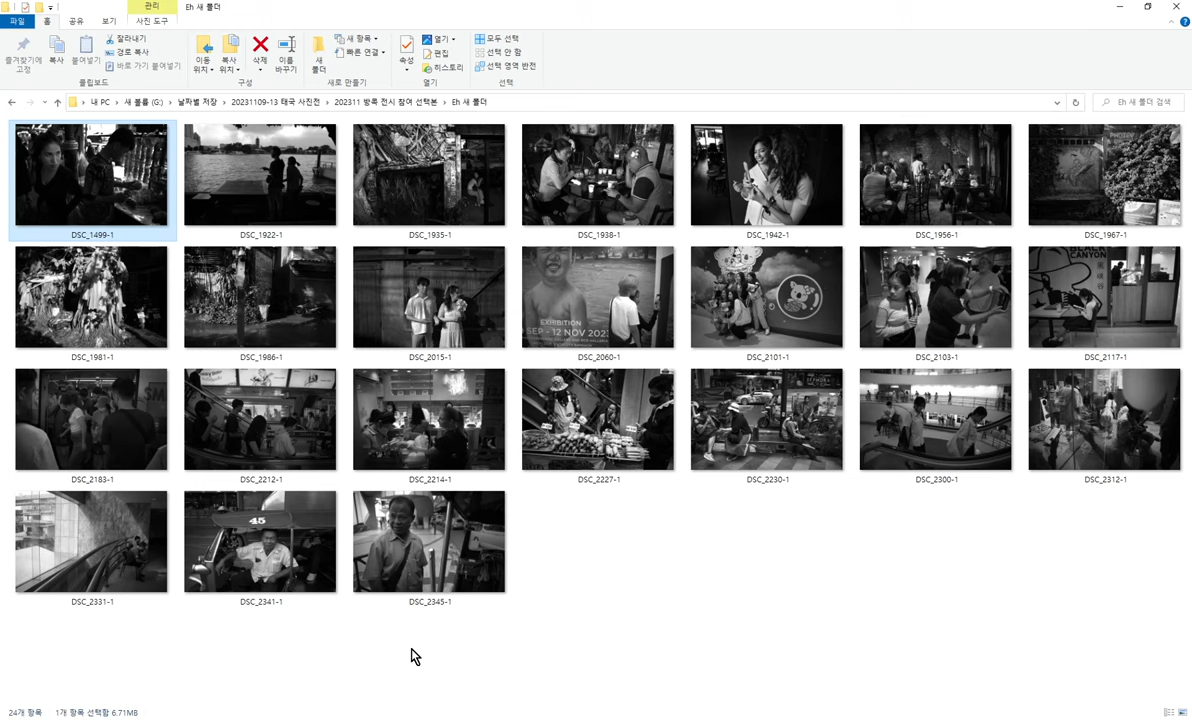 관리
Eh 새 폴더
파일
홈
공유
보기
사진 도구
즐겨찾기에
고정
복사
붙여넣기
잘라내기
경로 복사
바로 가기 붙여넣기
클립보드
이동
위치
복사
위치
삭제
이름
바꾸기
구성
새
폴더
새 항목
빠른 연결
새로 만들기
속성
열기
편집
히스토리
열기
모두 선택
선택 안 함
선택 영역 반전
선택
내 PC > 새 볼륨 (G:) > 날짜별 저장 > 20231109-13 태국 사진전 > 202311 방콕 전시 참여 선택본 > Eh 새 폴더
Eh 새 폴더 검색
DSC_1499-1
DSC_1922-1
DSC_1935-1
DSC_1938-1
DSC_1942-1
DSC_1956-1
DSC_1967-1
EXHIBITION
SEP - 12 NOV 2023
CANYON
DSC_1981-1
DSC_1986-1
DSC_2015-1
DSC_2060-1
DSC_2101-1
DSC_2103-1
DSC_2117-1
SEPHORA
DSC_2183-1
DSC_2212-1
DSC_2214-1
DSC_2227-1
DSC_2230-1
DSC_2300-1
DSC_2312-1
45
DSC_2331-1
DSC_2341-1
DSC_2345-1
24개 항목
1개 항목 선택함 6.71MB